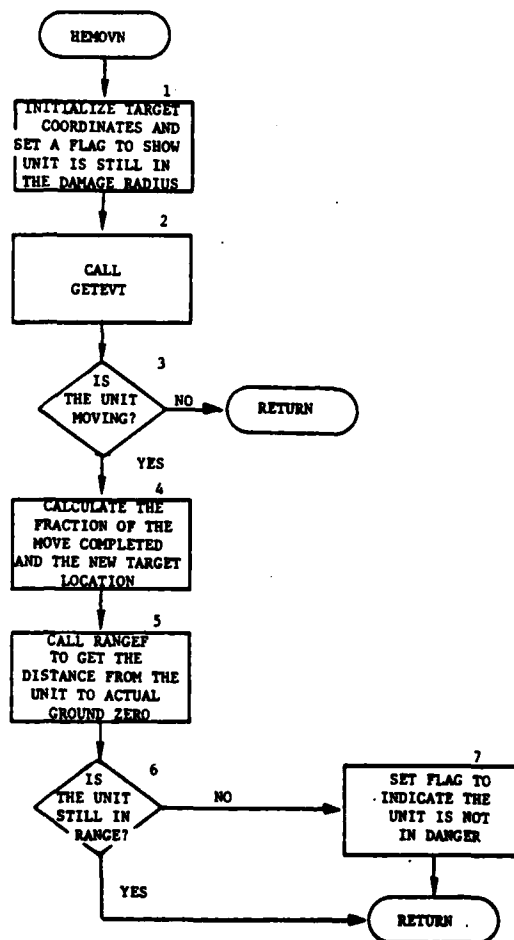 HEMOVN
1
INITIALIZE TARGET
COORDINATES AND
SET A FLAG TO SHOW
UNIT IS STILL IN
THE DAMAGE RADIUS
2
CALL
GETEVT
3
IS
THE UNIT
MOVING?
NO
RETURN
YES
4
CALCULATE THE
FRACTION OF THE
MOVE COMPLETED
AND THE NEW TARGET
LOCATION
5
CALL RANGEF
TO GET THE
DISTANCE FROM THE
UNIT TO ACTUAL
GROUND ZERO
6
IS
THE UNIT
STILL IN
RANGE?
NO
7
SET FLAG TO
INDICATE THE
UNIT IS NOT
IN DANGER
YES
RETURN